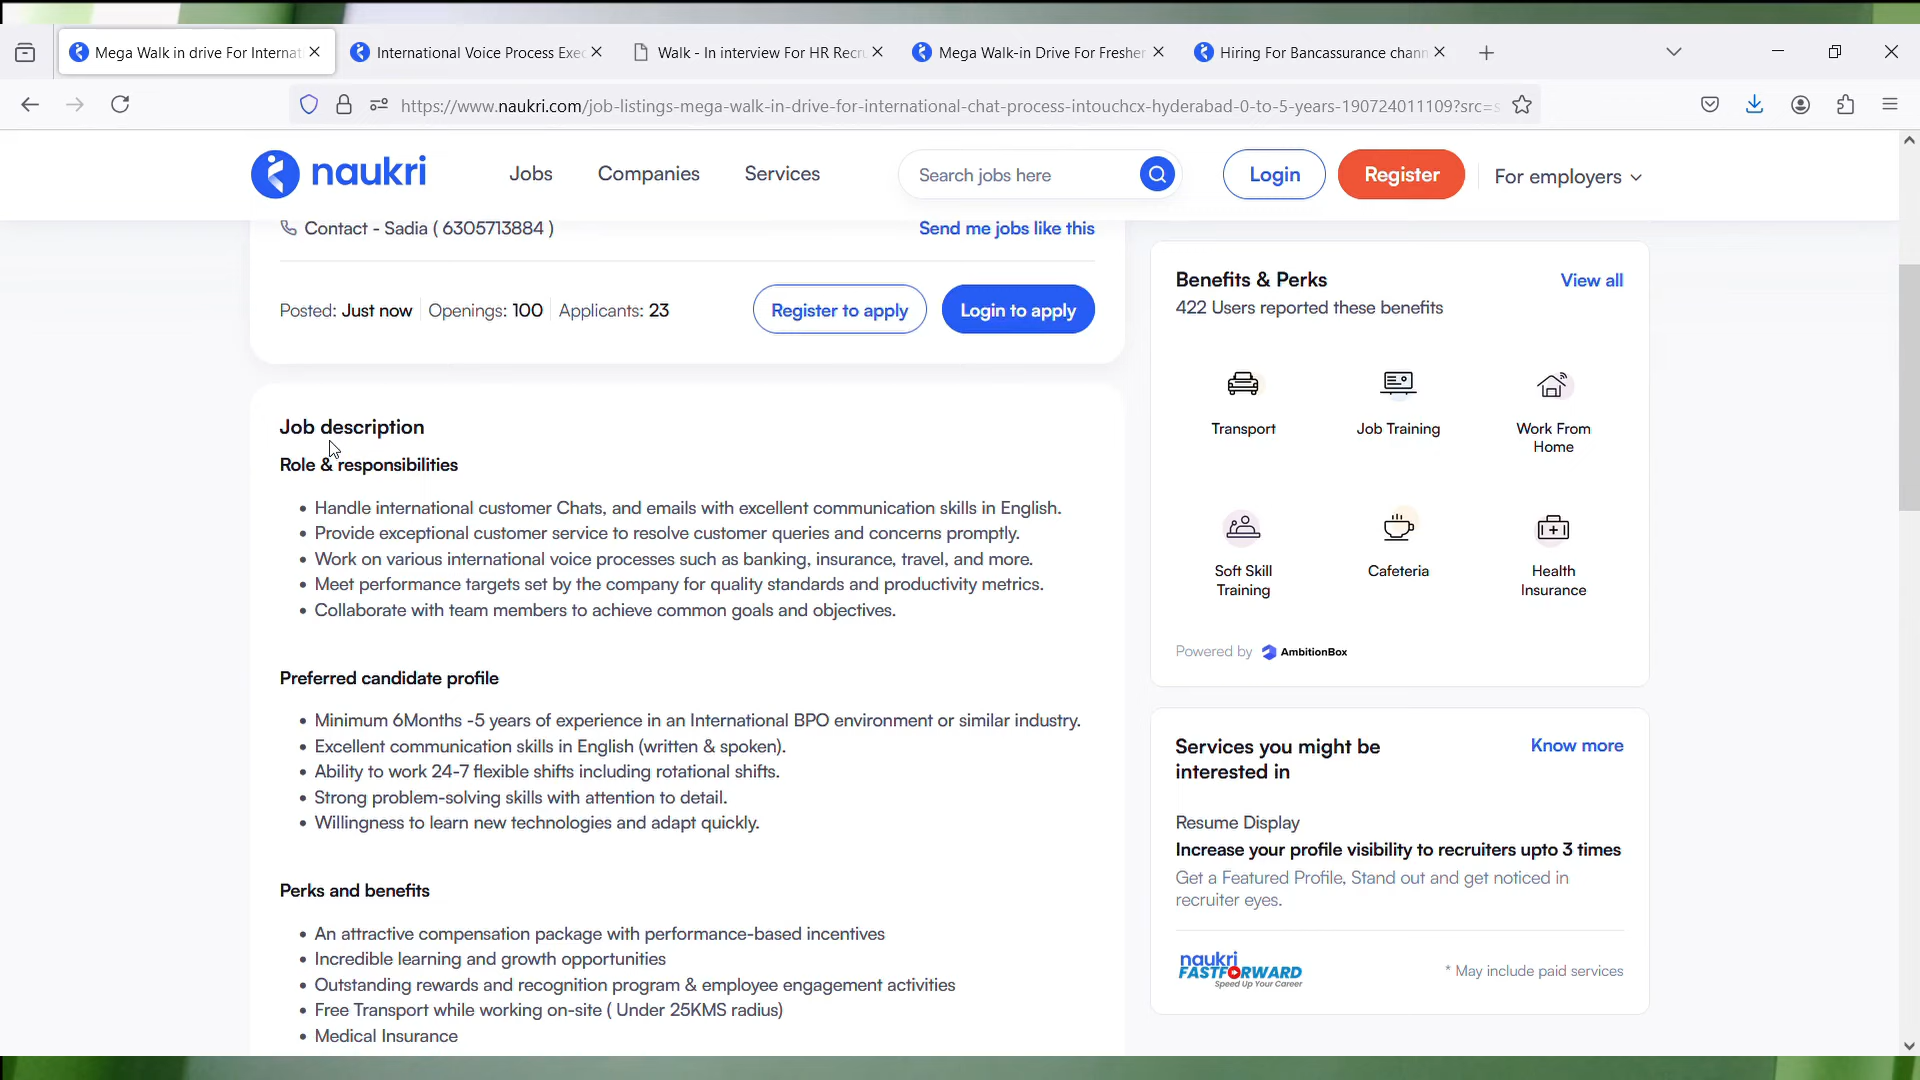 Mega Walk in drive For Internat
International Voice Process Exec
Walk - In interview For HR Recru
Mega Walk-in Drive For Fresher
Hiring For Bancassurance chann
https://www.naukri.com/job-listings-mega-walk-in-drive-for-international-chat-process-intouchcx-hyderabad-0-to-5-years-190724011109?src=s
naukri
Jobs
Companies
Services
Search jobs here
Login
Register
For employers
Contact - Sadia ( 6305713884 )
Send me jobs like this
Posted: Just now
Openings: 100
Applicants: 23
Register to apply
Login to apply
Job description
Role & responsibilities
• Handle international customer Chats, and emails with excellent communication skills in English.
• Provide exceptional customer service to resolve customer queries and concerns promptly.
• Work on various international voice processes such as banking, insurance, travel, and more.
• Meet performance targets set by the company for quality standards and productivity metrics.
• Collaborate with team members to achieve common goals and objectives.
Preferred candidate profile
• Minimum 6Months -5 years of experience in an International BPO environment or similar industry.
• Excellent communication skills in English (written & spoken).
• Ability to work 24-7 flexible shifts including rotational shifts.
• Strong problem-solving skills with attention to detail.
• Willingness to learn new technologies and adapt quickly.
Perks and benefits
• An attractive compensation package with performance-based incentives
• Incredible learning and growth opportunities
• Outstanding rewards and recognition program & employee engagement activities
• Free Transport while working on-site ( Under 25KMS radius)
• Medical Insurance
Benefits & Perks
View all
422 Users reported these benefits
Transport
Job Training
Work From
Home
Soft Skill
Training
Cafeteria
Health
Insurance
Powered by AmbitionBox
Services you might be
interested in
Know more
Resume Display
Increase your profile visibility to recruiters upto 3 times
Get a Featured Profile, Stand out and get noticed in
recruiter eyes.
naukri
FASTFORWARD
Speed Up Your Career
* May include paid services